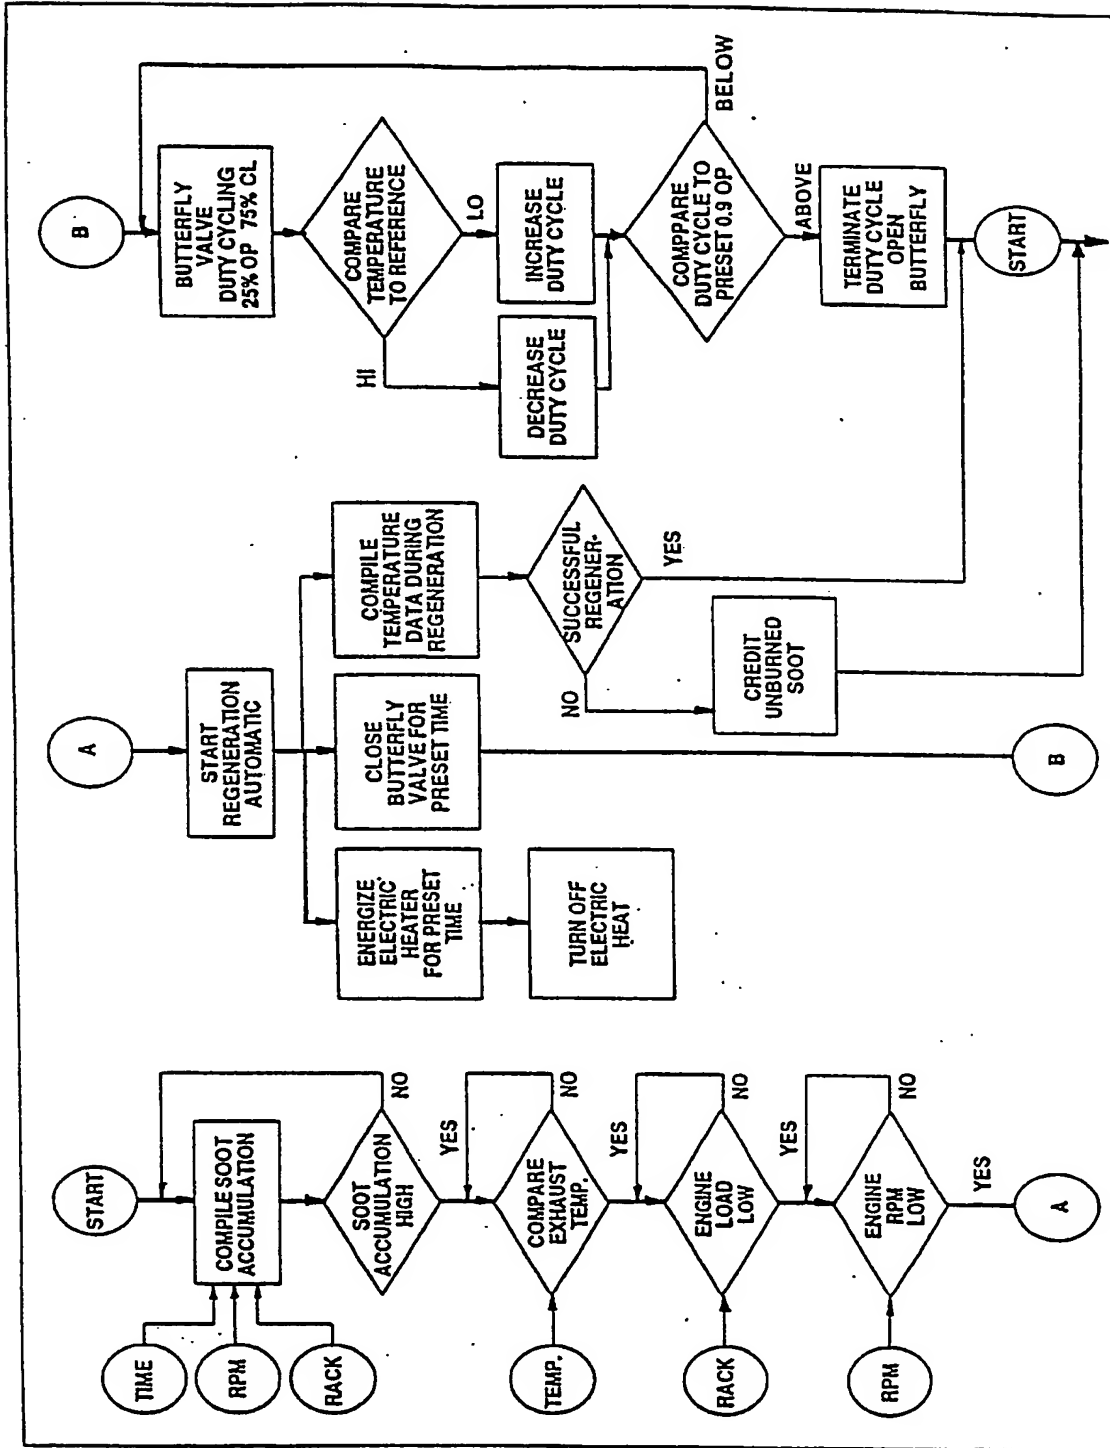 START
TIME
RPM
RACK
COMPILE SOOT
ACCUMULATION
SOOT
ACCUMULATION
HIGH
NO
YES
TEMP.
COMPARE
EXHAUST
TEMP.
NO
YES
RACK
ENGINE
LOAD
LOW
NO
YES
RPM
ENGINE
RPM
LOW
NO
YES
A
A
START
REGENERATION
AUTOMATIC
ENERGIZE
ELECTRIC
HEATER
FOR PRESET
TIME
TURN OFF
ELECTRIC
HEAT
CLOSE
BUTTERFLY
VALVE FOR
PRESET TIME
COMPILE
TEMPERATURE
DATA DURING
REGENERATION
SUCCESSFUL
REGENER-
ATION
NO
YES
CREDIT
UNBURNED
SOOT
B
B
BUTTERFLY
VALVE
DUTY CYCLING
25% OP 75% CL
COMPARE
TEMPERATURE
TO REFERENCE
HI
LO
DECREASE
DUTY CYCLE
INCREASE
DUTY CYCLE
COMPPARE
DUTY CYCLE TO
PRESET 0.9 OP
BELOW
ABOVE
TERMINATE
DUTY CYCLE
OPEN
BUTTERFLY
START